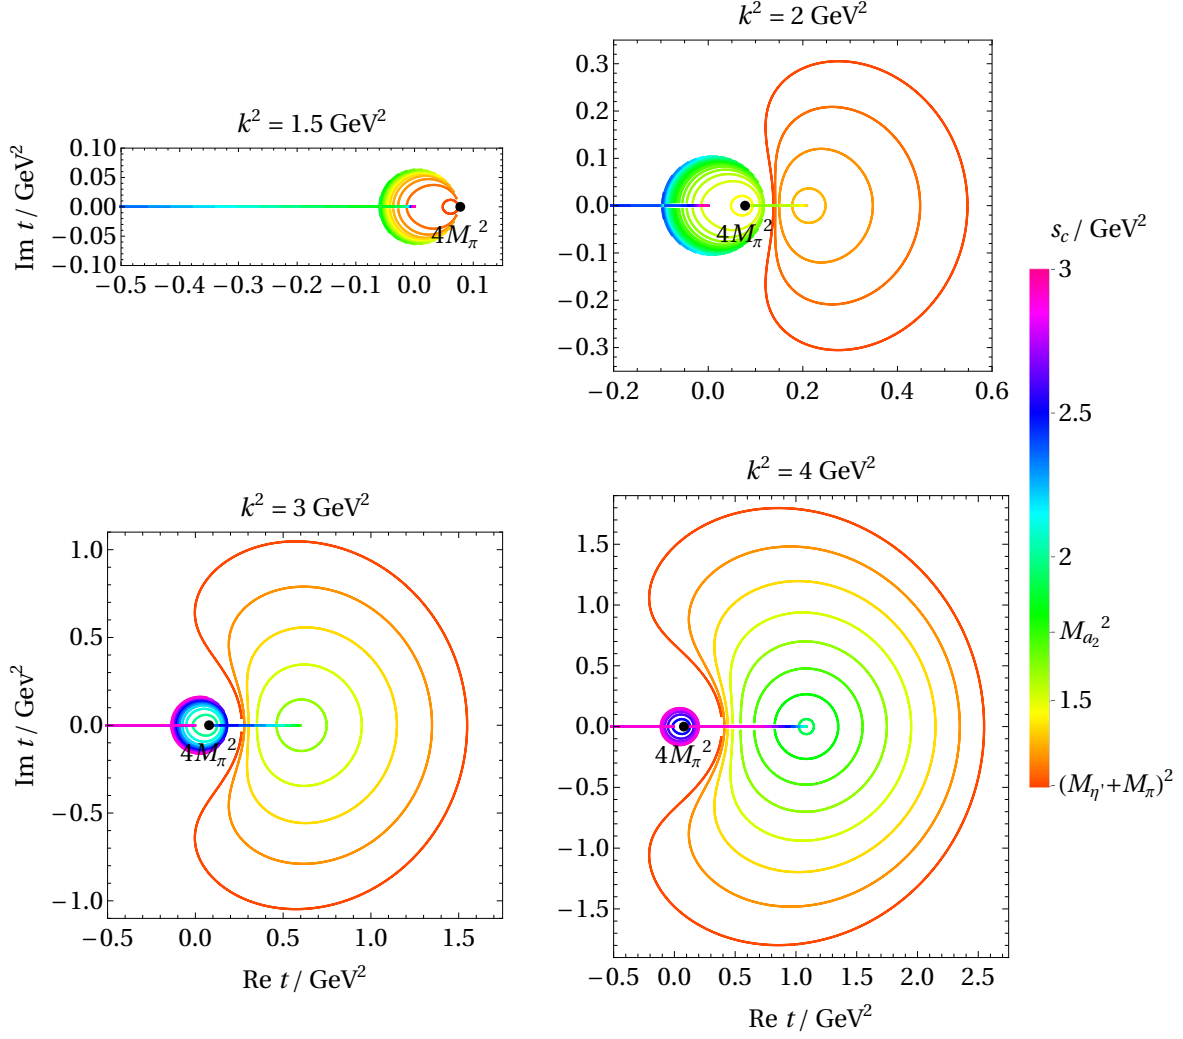 k² = 1.5 GeV²
Im t / GeV²
0.10
0.05
0.00
−0.05
−0.10
4Mπ²
−0.5 −0.4 −0.3 −0.2 −0.1 0.0 0.1
k² = 2 GeV²
0.3
0.2
0.1
0.0
−0.1
−0.2
−0.3
4Mπ²
−0.2 0.0 0.2 0.4 0.6
k² = 3 GeV²
Im t / GeV²
1.0
0.5
0.0
−0.5
−1.0
4Mπ²
−0.5 0.0 0.5 1.0 1.5
Re t / GeV²
k² = 4 GeV²
1.5
1.0
0.5
0.0
−0.5
−1.0
−1.5
4Mπ²
−0.5 0.0 0.5 1.0 1.5 2.0 2.5
Re t / GeV²
s_c / GeV²
3
2.5
2
M_{a₂}²
1.5
(M_{η'}+M_π)²